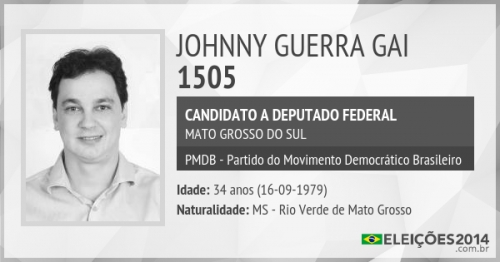 JOHNNY GUERRA GAI
1505
CANDIDATO A DEPUTADO FEDERAL
MATO GROSSO DO SUL
PMDB - Partido do Movimento Democrático Brasileiro
Idade: 34 anos (16-09-1979)
Naturalidade: MS - Rio Verde de Mato Grosso
ELEIÇÕES2014
.com.br